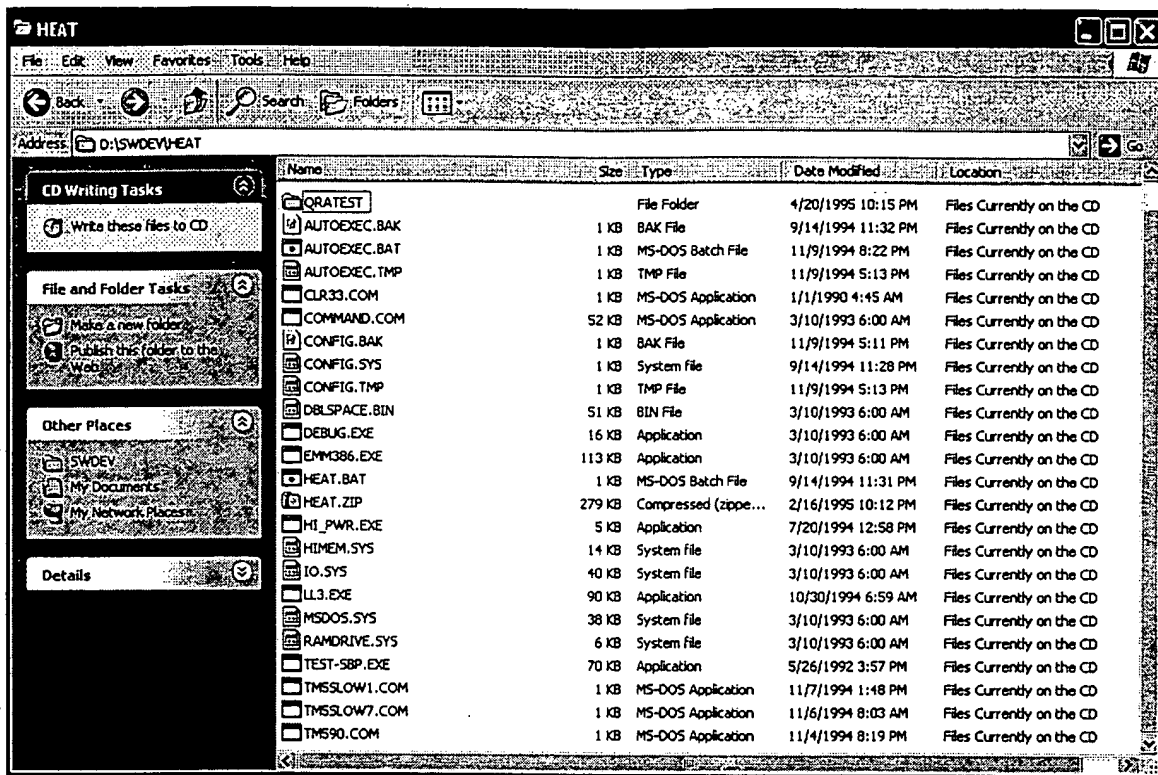 HEAT
File Edit View Favorites Tools Help
Back Search Folders
Address D:\SWDEV\HEAT Go
CD Writing Tasks
Write these files to CD
File and Folder Tasks
Make a new folder
Publish this folder to the Web
Other Places
SWDEV
My Documents
My Network Places
Details
Name Size Type Date Modified Location
QRATEST File Folder 4/20/1995 10:15 PM Files Currently on the CD
AUTOEXEC.BAK 1 KB BAK File 9/14/1994 11:32 PM Files Currently on the CD
AUTOEXEC.BAT 1 KB MS-DOS Batch File 11/9/1994 8:22 PM Files Currently on the CD
AUTOEXEC.TMP 1 KB TMP File 11/9/1994 5:13 PM Files Currently on the CD
CLR33.COM 1 KB MS-DOS Application 1/1/1990 4:45 AM Files Currently on the CD
COMMAND.COM 52 KB MS-DOS Application 3/10/1993 6:00 AM Files Currently on the CD
CONFIG.BAK 1 KB BAK File 11/9/1994 5:11 PM Files Currently on the CD
CONFIG.SYS 1 KB System file 9/14/1994 11:28 PM Files Currently on the CD
CONFIG.TMP 1 KB TMP File 11/9/1994 5:13 PM Files Currently on the CD
DBLSPACE.BIN 51 KB BIN File 3/10/1993 6:00 AM Files Currently on the CD
DEBUG.EXE 16 KB Application 3/10/1993 6:00 AM Files Currently on the CD
EMM386.EXE 113 KB Application 3/10/1993 6:00 AM Files Currently on the CD
HEAT.BAT 1 KB MS-DOS Batch File 9/14/1994 11:31 PM Files Currently on the CD
HEAT.ZIP 279 KB Compressed (zippe... 2/16/1995 10:12 PM Files Currently on the CD
HI_PWR.EXE 5 KB Application 7/20/1994 12:58 PM Files Currently on the CD
HIMEM.SYS 14 KB System file 3/10/1993 6:00 AM Files Currently on the CD
IO.SYS 40 KB System file 3/10/1993 6:00 AM Files Currently on the CD
LL3.EXE 90 KB Application 10/30/1994 6:59 AM Files Currently on the CD
MSDOS.SYS 38 KB System file 3/10/1993 6:00 AM Files Currently on the CD
RAMDRIVE.SYS 6 KB System file 3/10/1993 6:00 AM Files Currently on the CD
TEST-SBP.EXE 70 KB Application 5/26/1992 3:57 PM Files Currently on the CD
TMSSLOW1.COM 1 KB MS-DOS Application 11/7/1994 1:48 PM Files Currently on the CD
TMSSLOW7.COM 1 KB MS-DOS Application 11/6/1994 8:03 AM Files Currently on the CD
TMS90.COM 1 KB MS-DOS Application 11/4/1994 8:19 PM Files Currently on the CD